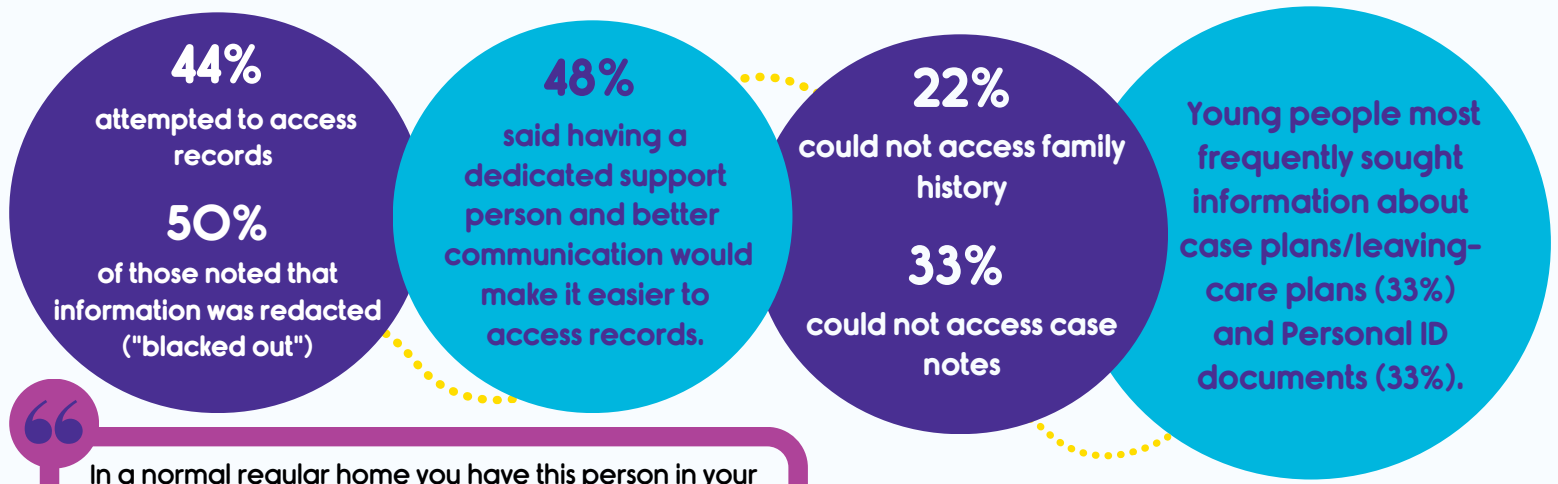 44%
attempted to access
records
50%
of those noted that
information was redacted
("blacked out")
48%
said having a
dedicated support
person and better
communication would
make it easier to
access records.
22%
could not access family
history
33%
could not access case
notes
Young people most
frequently sought
information about
case plans/leaving-
care plans (33%)
and Personal ID
documents (33%).
“
In a normal regular home you have this person in your